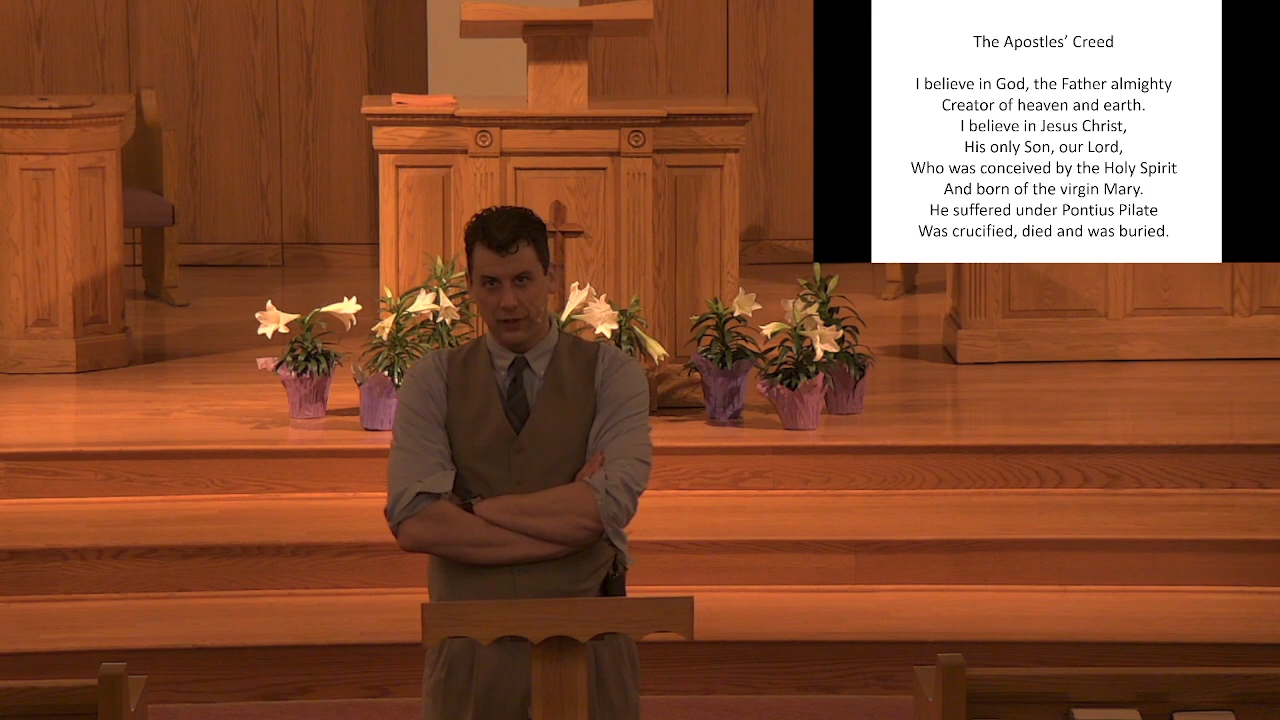 The Apostles’ Creed
I believe in God, the Father almighty
Creator of heaven and earth.
I believe in Jesus Christ,
His only Son, our Lord,
Who was conceived by the Holy Spirit
And born of the virgin Mary.
He suffered under Pontius Pilate
Was crucified, died and was buried.